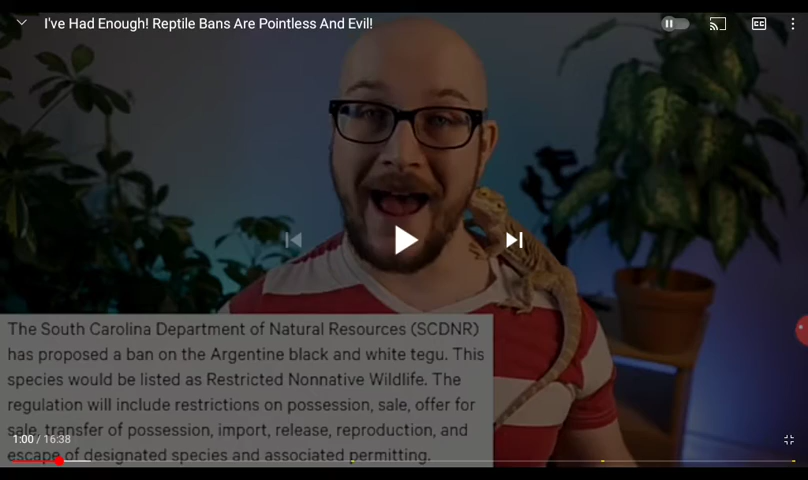 I've Had Enough! Reptile Bans Are Pointless And Evil!
CC
The South Carolina Department of Natural Resources (SCDNR)
has proposed a ban on the Argentine black and white tegu. This
species would be listed as Restricted Nonnative Wildlife. The
regulation will include restrictions on possession, sale, offer for
sale, transfer of possession, import, release, reproduction, and
escape of designated species and associated permitting.
1:00 / 16:38